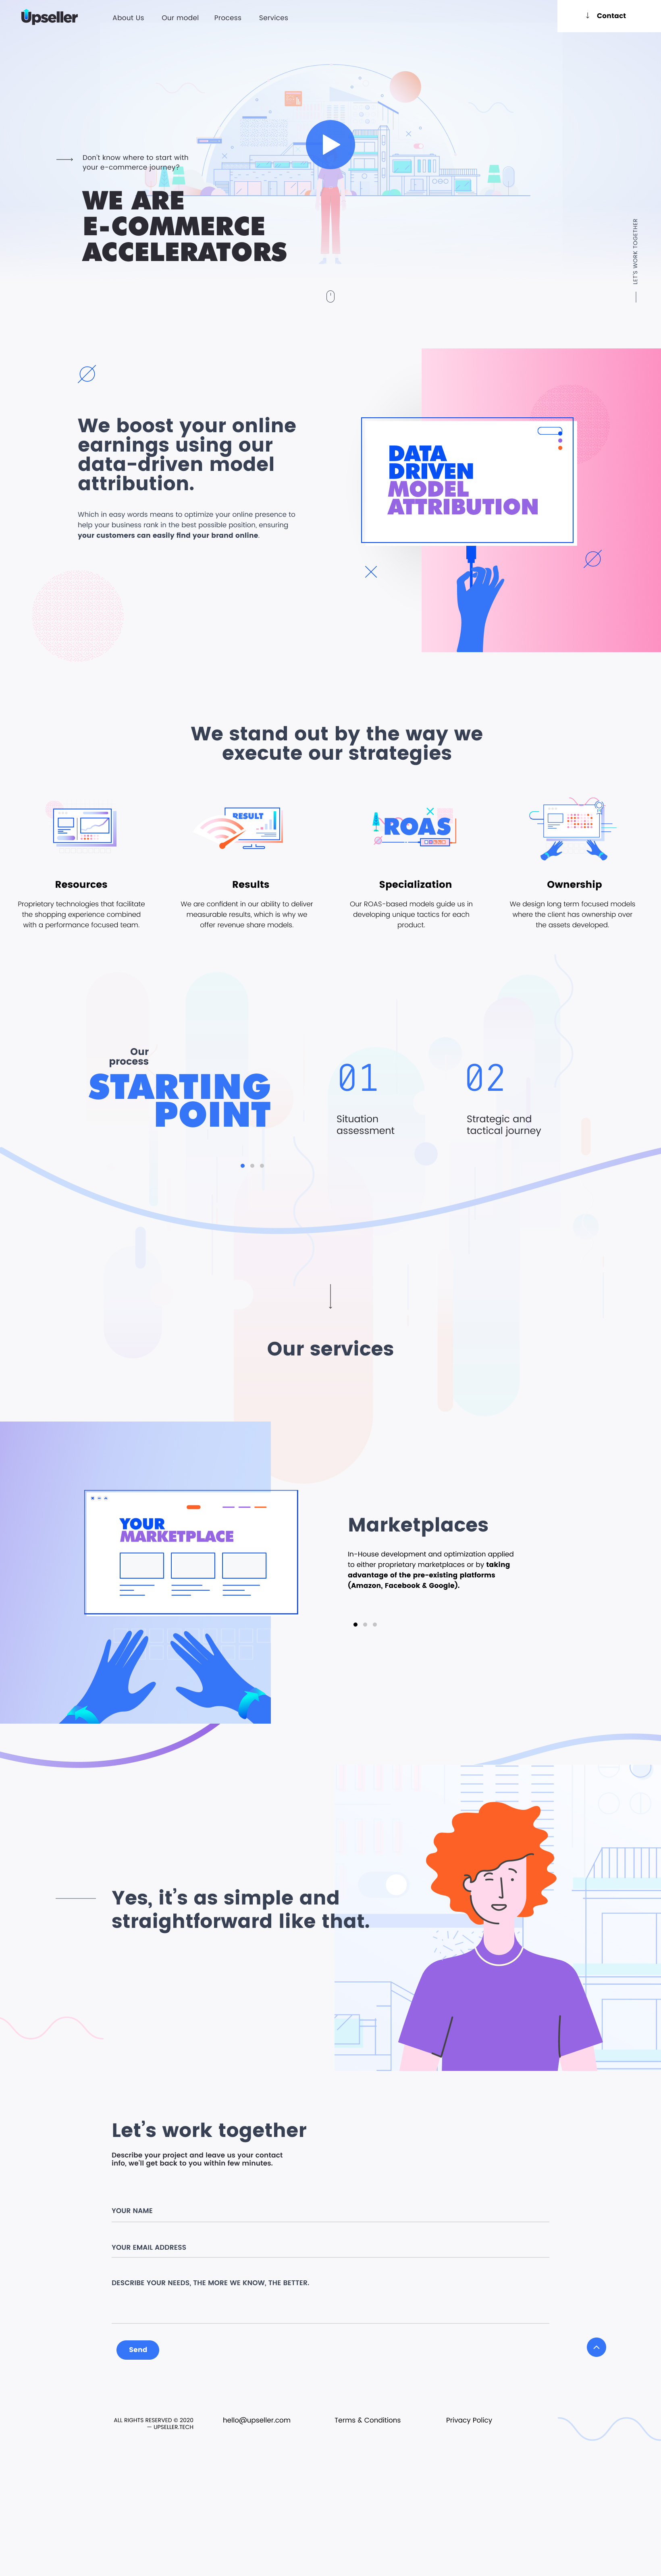 Upseller
About Us
Our model
Process
Services
↓ Contact
Don't know where to start with
your e-commerce journey?
WE ARE
E-COMMERCE
ACCELERATORS
LET'S WORK TOGETHER
We boost your online
earnings using our
data-driven model
attribution.
Which in easy words means to optimize your online presence to
help your business rank in the best possible position, ensuring
your customers can easily find your brand online.
DATA
DRIVEN
MODEL
ATTRIBUTION
We stand out by the way we
execute our strategies
RESULT
ROAS
Resources
Proprietary technologies that facilitate
the shopping experience combined
with a performance focused team.
Results
We are confident in our ability to deliver
measurable results, which is why we
offer revenue share models.
Specialization
Our ROAS-based models guide us in
developing unique tactics for each
product.
Ownership
We design long term focused models
where the client has ownership over
the assets developed.
Our
process
STARTING
POINT
01
Situation
assessment
02
Strategic and
tactical journey
Our services
YOUR
MARKETPLACE
Marketplaces
In-House development and optimization applied
to either proprietary marketplaces or by taking
advantage of the pre-existing platforms
(Amazon, Facebook & Google).
Yes, it's as simple and
straightforward like that.
Let's work together
Describe your project and leave us your contact
info, we'll get back to you within few minutes.
YOUR NAME
YOUR EMAIL ADDRESS
DESCRIBE YOUR NEEDS, THE MORE WE KNOW, THE BETTER.
Send
ALL RIGHTS RESERVED © 2020
— UPSELLER.TECH
hello@upseller.com
Terms & Conditions
Privacy Policy